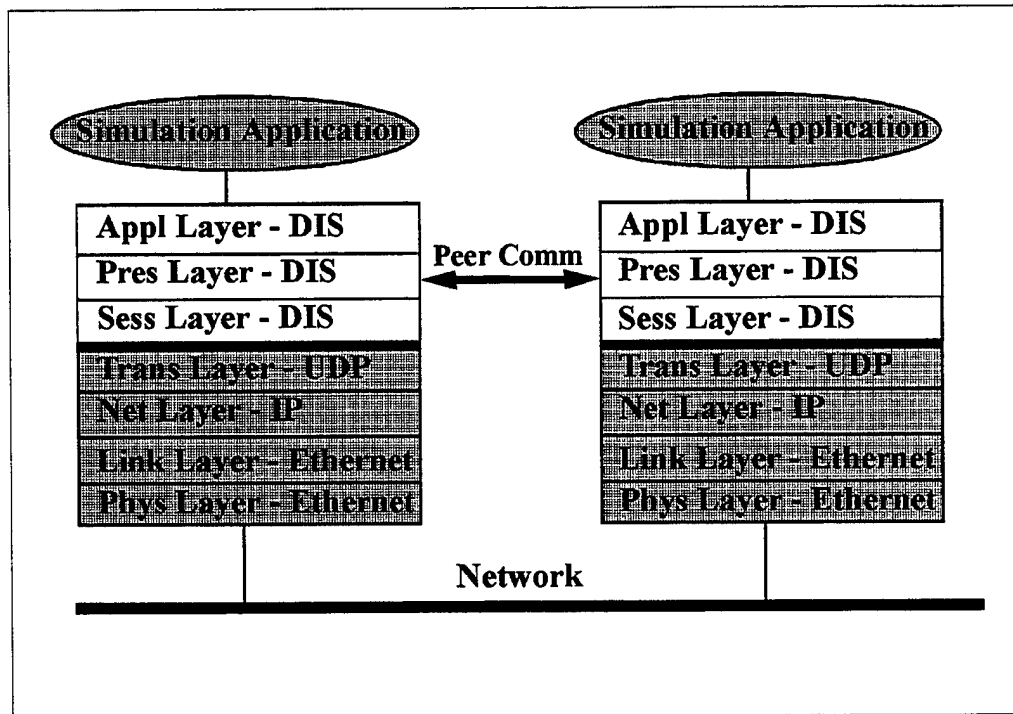 Simulation Application
Simulation Application
Appl Layer - DIS
Pres Layer - DIS
Sess Layer - DIS
Trans Layer - UDP
Net Layer - IP
Link Layer - Ethernet
Phys Layer - Ethernet
Peer Comm
Appl Layer - DIS
Pres Layer - DIS
Sess Layer - DIS
Trans Layer - UDP
Net Layer - IP
Link Layer - Ethernet
Phys Layer - Ethernet
Network